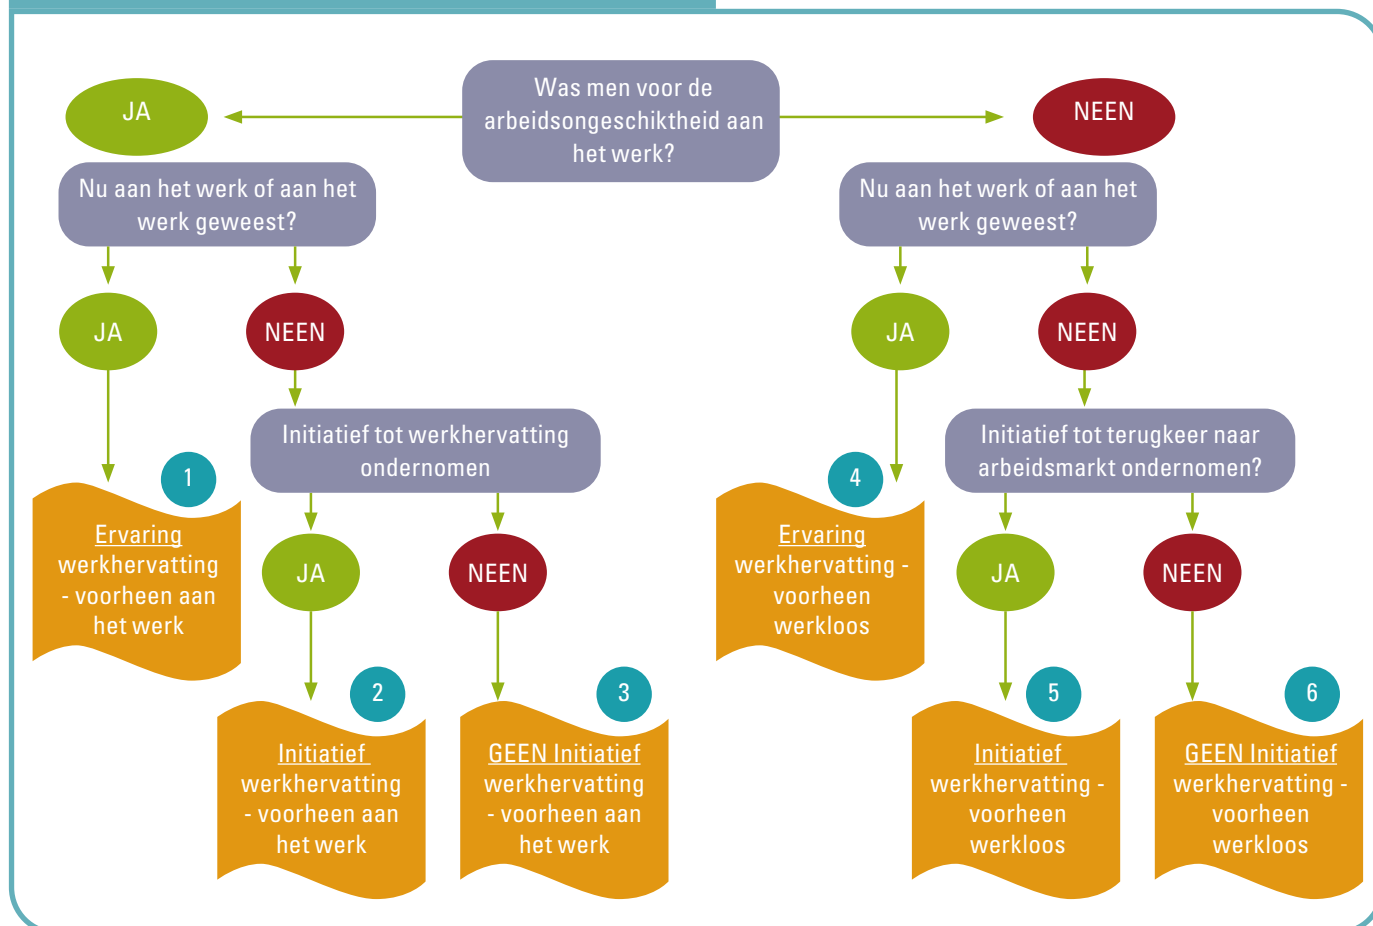 Was men voor de
arbeidsongeschiktheid aan
het werk?
JA
NEEN
Nu aan het werk of aan het
werk geweest?
Nu aan het werk of aan het
werk geweest?
JA
NEEN
JA
NEEN
Initiatief tot werkhervatting
ondernomen
Initiatief tot terugkeer naar
arbeidsmarkt ondernomen?
1
Ervaring
werkhervatting
- voorheen aan
het werk
JA
NEEN
4
Ervaring
werkhervatting -
voorheen
werkloos
JA
NEEN
2
Initiatief
werkhervatting
- voorheen aan
het werk
3
GEEN Initiatief
werkhervatting
- voorheen aan
het werk
5
Initiatief
werkhervatting -
voorheen
werkloos
6
GEEN Initiatief
werkhervatting -
voorheen
werkloos